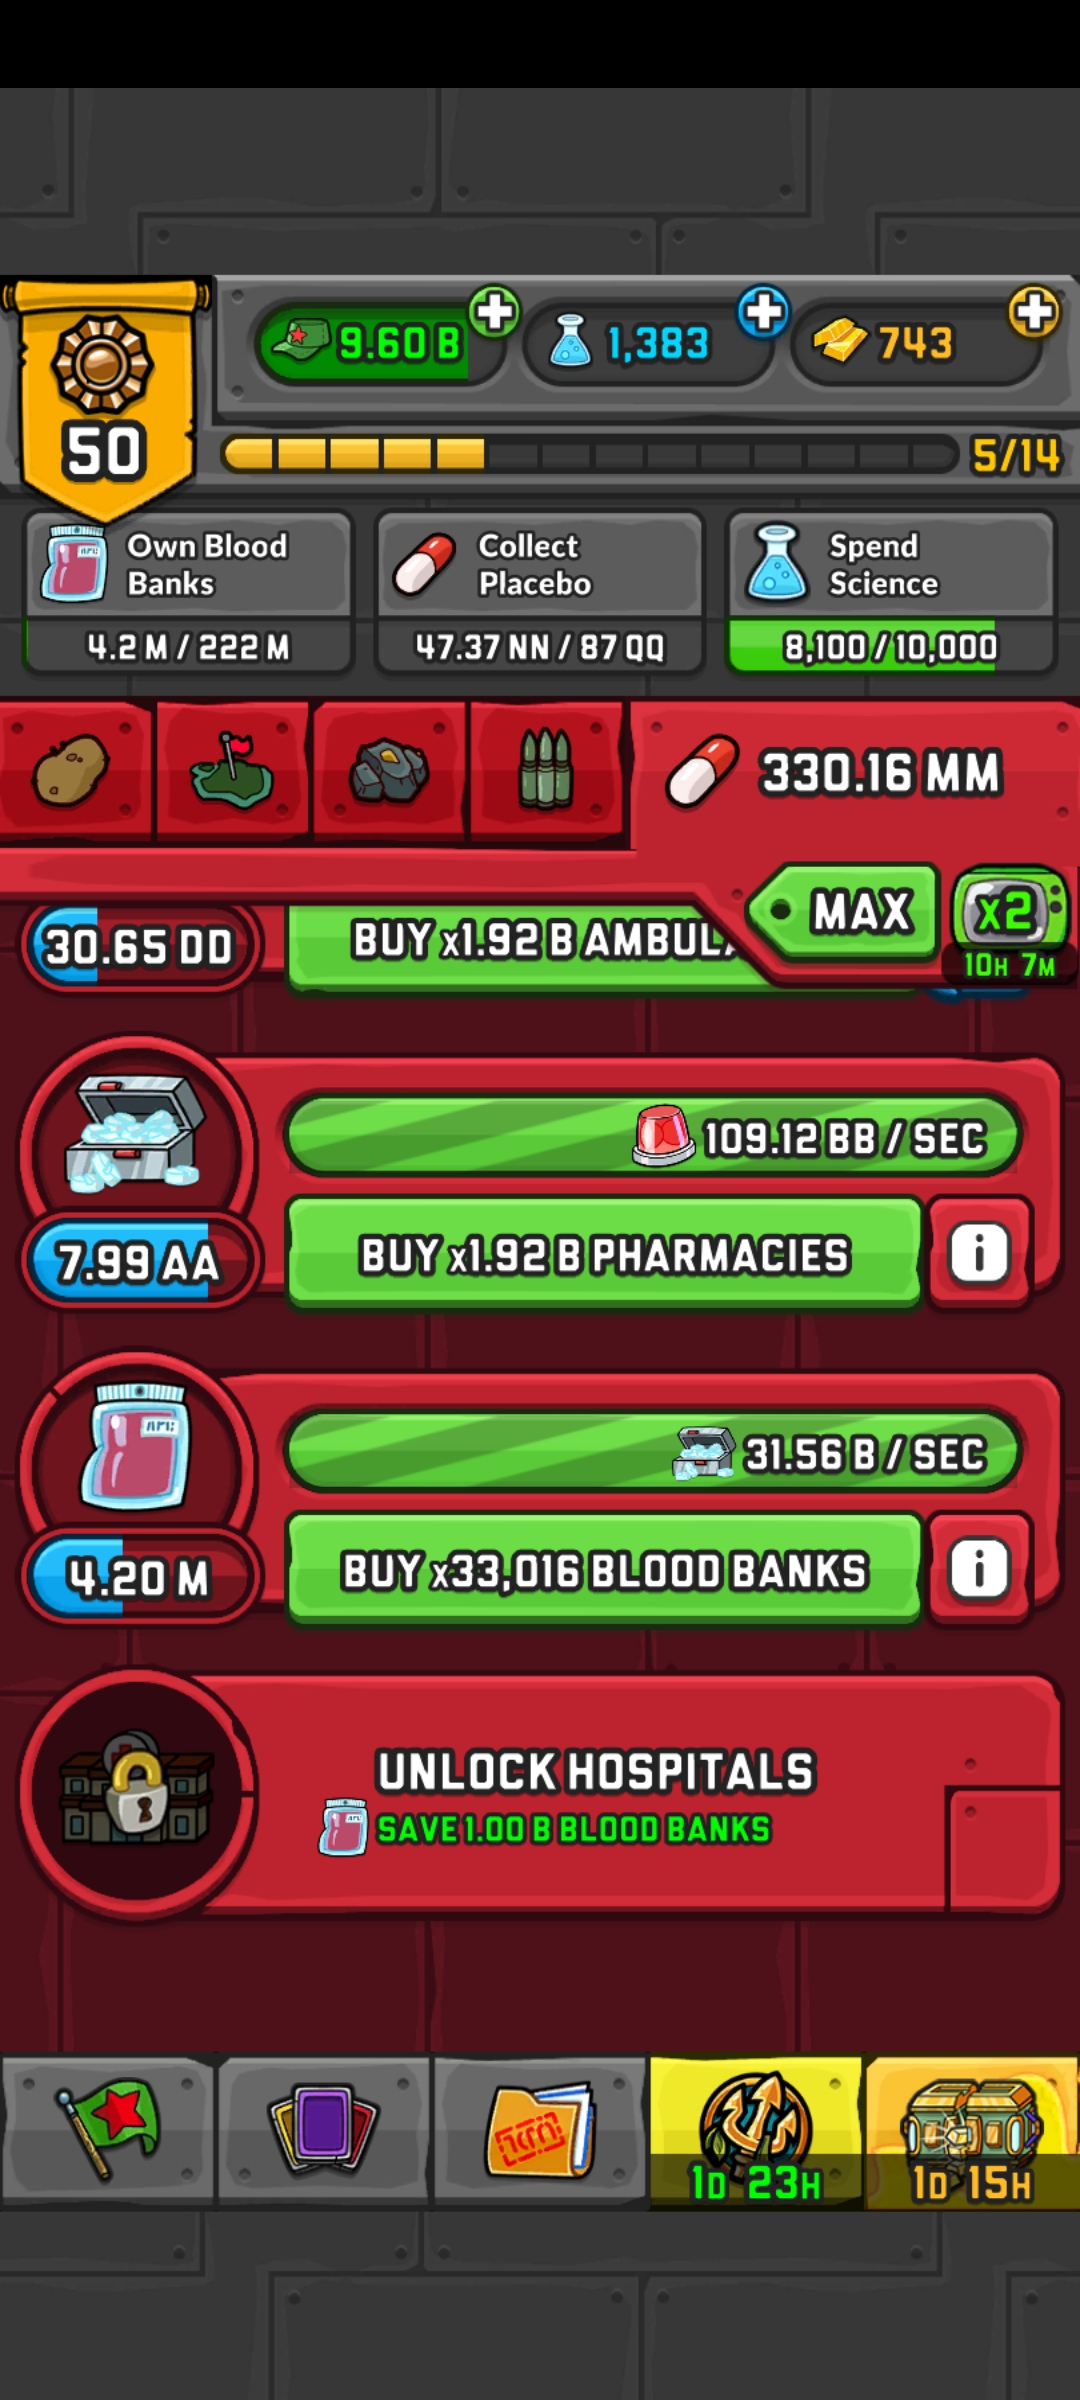 9.60 B
1,383
743
50
5/14
Own Blood
Banks
4.2 M / 222 M
Collect
Placebo
47.37 NN / 87 QQ
Spend
Science
8,100 / 10,000
330.16 MM
MAX
x2
10H 7M
30.65 DD
BUY x1.92 B AMBUL
109.12 BB / SEC
7.99 AA
BUY x1.92 B PHARMACIES
i
31.56 B / SEC
4.20 M
BUY x33,016 BLOOD BANKS
i
UNLOCK HOSPITALS
SAVE 1.00 B BLOOD BANKS
1D 23H
1D 15H